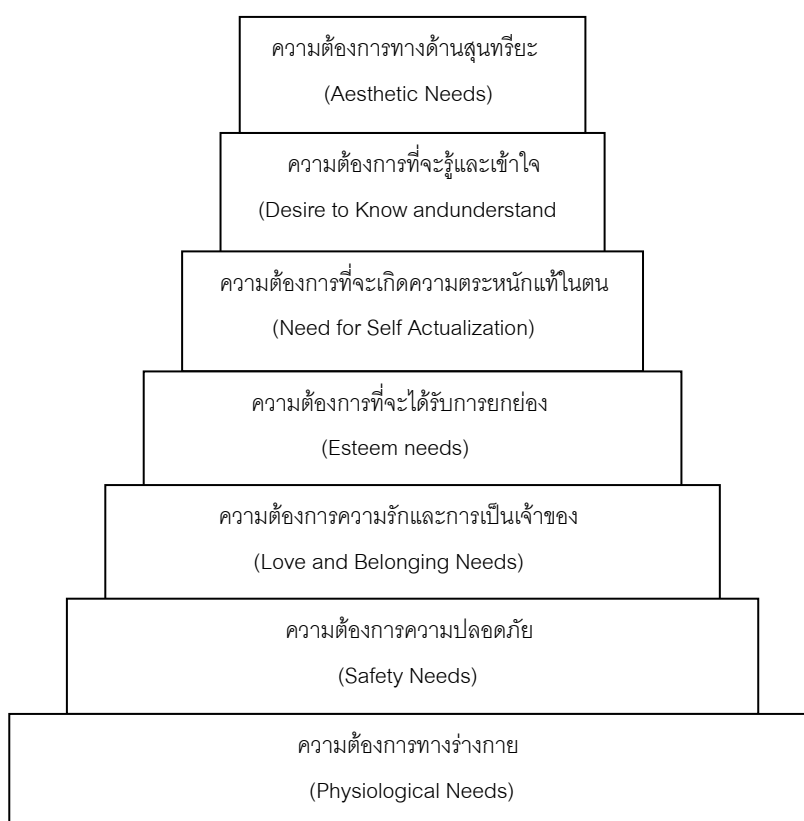 ความต้องการทางด้านสุนทรียะ
(Aesthetic Needs)
ความต้องการที่จะรู้และเข้าใจ
(Desire to Know andunderstand
ความต้องการที่จะเกิดความตระหนักแท้ในตน
(Need for Self Actualization)
ความต้องการที่จะได้รับการยกย่อง
(Esteem needs)
ความต้องการความรักและการเป็นเจ้าของ
(Love and Belonging Needs)
ความต้องการความปลอดภัย
(Safety Needs)
ความต้องการทางร่างกาย
(Physiological Needs)